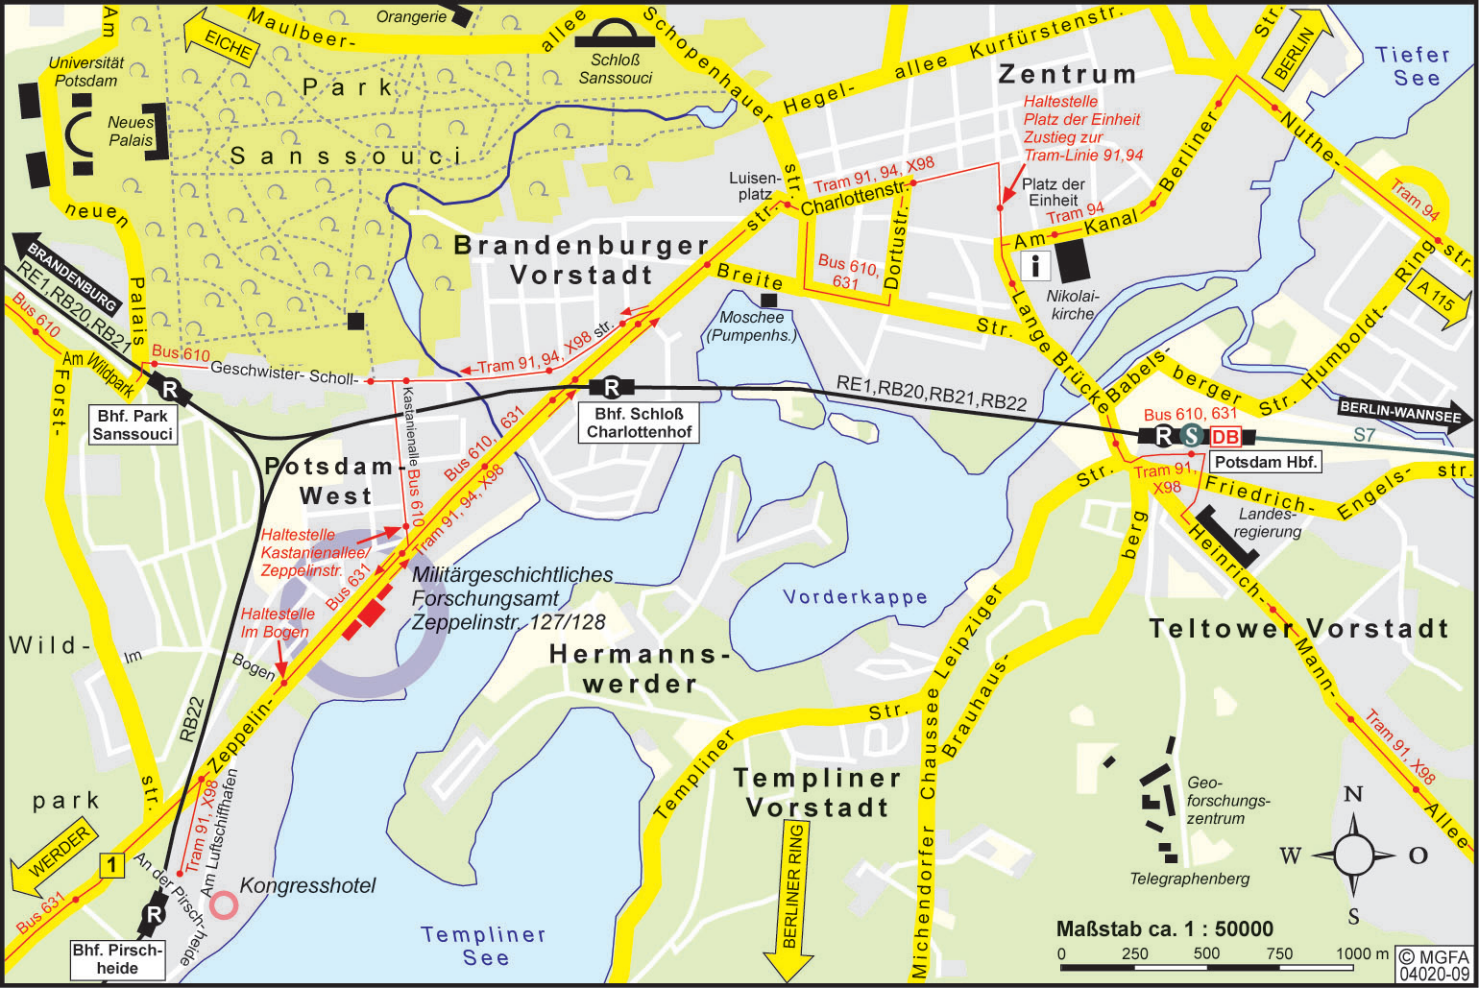 Am
Maulbeer-
allee
Orangerie
EICHE
Schloß
Sanssouci
Schopenhauer
str.
Hegel-
allee
Kurfürstenstr.
Str.
BERLIN
Tiefer
See
Universität
Potsdam
Neues
Palais
Park
Sanssouci
Zentrum
Haltestelle
Platz der Einheit
Zustieg zur
Tram-Linie 91,94
Nuthe-
str.
Tram 94
Berliner
Luisen-
platz
Tram 91, 94, X98
Charlottenstr.
Platz der
Einheit
Tram 94
Am Kanal
neuen
Palais
BRANDENBURG
RE1,RB20,RB21
Bus 610
Brandenburger
Vorstadt
str.
Breite
Str.
Bus 610,
631
Dortustr.
i
Nikolai-
kirche
Humboldt-
Ring
A 115
Moschee
(Pumpenhs.)
Lange Brücke
Am Wildpark
Bus 610
Geschwister- Scholl-
str.
Tram 91, 94, X98
R
Bhf. Park
Sanssouci
Forst-
str.
Kastanienallee
Bus 610
R
Bhf. Schloß
Charlottenhof
RE1,RB20,RB21,RB22
Babels-
berger
Str.
BERLIN-WANNSEE
Bus 610, 631
R
S
DB
S7
Potsdam Hbf.
Potsdam-
West
Bus 610, 631
Tram 91, 94, X98
Tram 91,
X98
Str.
Friedrich-
Engels-
str.
Landes-
regierung
Haltestelle
Kastanienallee/
Zeppelinstr.
Bus 631
Militärgeschichtliches
Forschungsamt
Zeppelinstr. 127/128
Haltestelle
Im Bogen
Vorderkappe
Leipziger
Brauhaus-
berg
Heinrich-
Mann-
Allee
Tram 91, X98
Teltower Vorstadt
Wild-
park
Im
Bogen
RB22
Zeppelin-
Hermanns-
werder
Templiner
Str.
Michendorfer Chaussee
Templiner
Vorstadt
Geo-
forschungs-
zentrum
Telegraphenberg
BERLINER RING
WERDER
1
Bus 631
Tram 91, X98
Am Luftschiffhafen
An der Pirsch-
heide
Kongresshotel
R
Bhf. Pirsch-
heide
Templiner
See
N
W
O
S
Maßstab ca. 1 : 50000
0 250 500 750 1000 m
© MGFA
04020-09